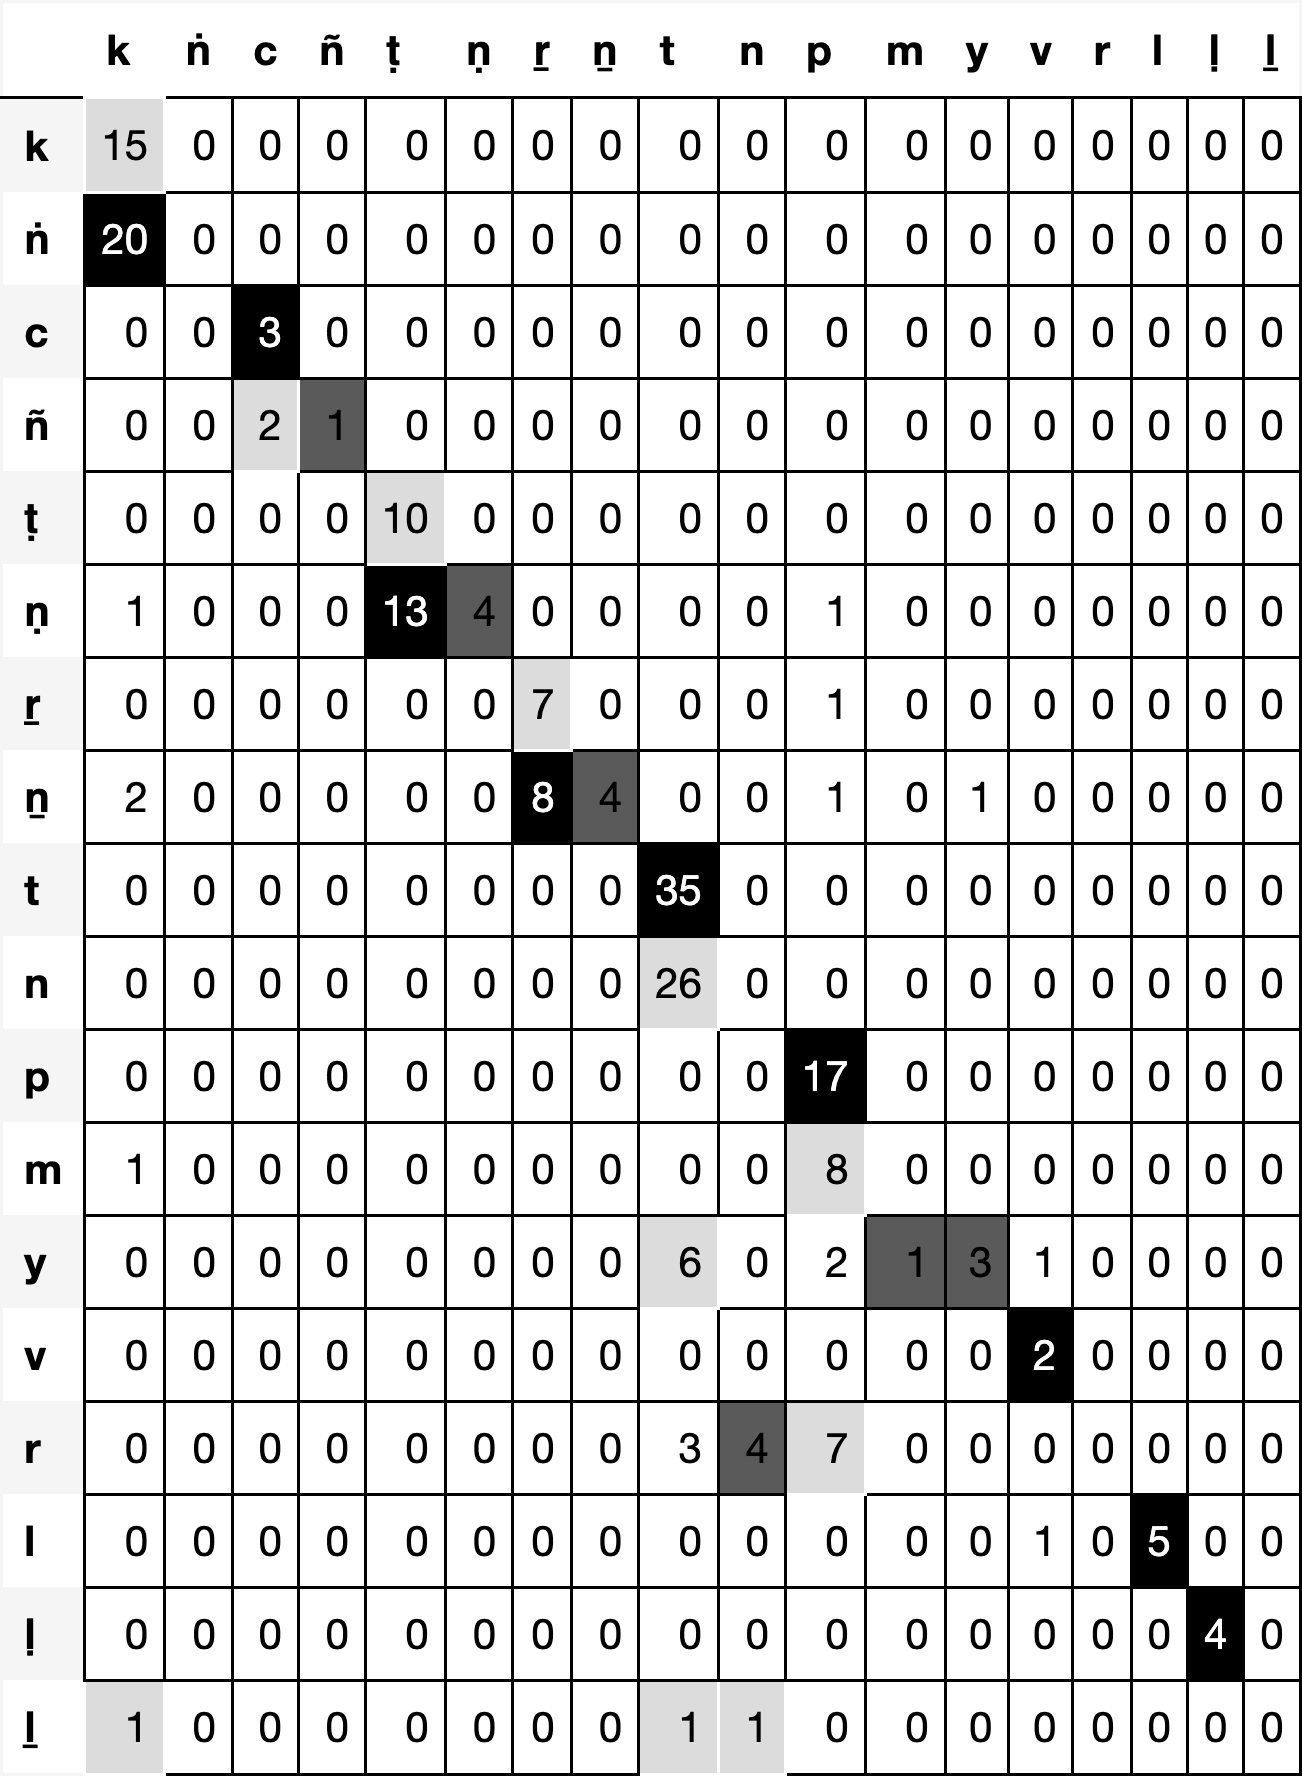 k ṅ c ñ ṭ ṇ ṟ ṉ t n p m y v r l ḷ ḻ
k 15 0 0 0 0 0 0 0 0 0 0 0 0 0 0 0 0 0
ṅ 20 0 0 0 0 0 0 0 0 0 0 0 0 0 0 0 0 0
c 0 0 3 0 0 0 0 0 0 0 0 0 0 0 0 0 0 0
ñ 0 0 2 1 0 0 0 0 0 0 0 0 0 0 0 0 0 0
ṭ 0 0 0 0 10 0 0 0 0 0 0 0 0 0 0 0 0 0
ṇ 1 0 0 0 13 4 0 0 0 0 1 0 0 0 0 0 0 0
ṟ 0 0 0 0 0 0 7 0 0 0 1 0 0 0 0 0 0 0
ṉ 2 0 0 0 0 0 8 4 0 0 1 0 1 0 0 0 0 0
t 0 0 0 0 0 0 0 0 35 0 0 0 0 0 0 0 0 0
n 0 0 0 0 0 0 0 0 26 0 0 0 0 0 0 0 0 0
p 0 0 0 0 0 0 0 0 0 0 17 0 0 0 0 0 0 0
m 1 0 0 0 0 0 0 0 0 0 8 0 0 0 0 0 0 0
y 0 0 0 0 0 0 0 0 6 0 2 1 3 1 0 0 0 0
v 0 0 0 0 0 0 0 0 0 0 0 0 0 2 0 0 0 0
r 0 0 0 0 0 0 0 0 3 4 7 0 0 0 0 0 0 0
l 0 0 0 0 0 0 0 0 0 0 0 0 0 1 0 5 0 0
ḷ 0 0 0 0 0 0 0 0 0 0 0 0 0 0 0 0 4 0
ḻ 1 0 0 0 0 0 0 0 1 1 0 0 0 0 0 0 0 0